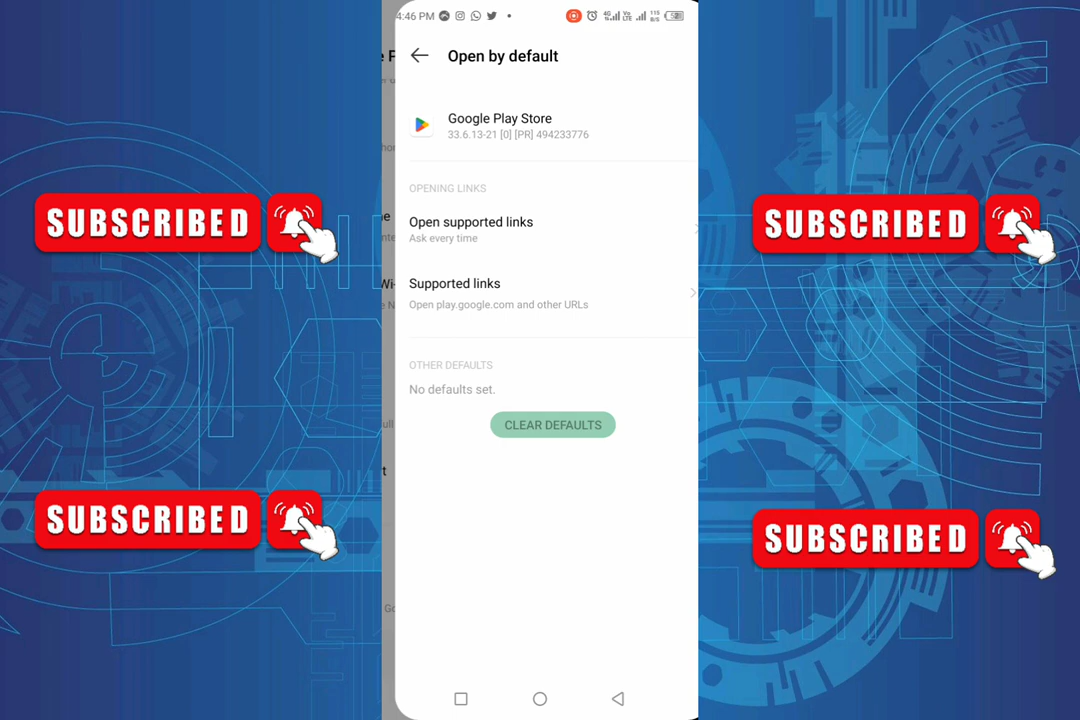 4:46 PM
Open by default
Google Play Store
33.6.13-21 [0] [PR] 494233776
OPENING LINKS
Open supported links
Ask every time
Supported links
Open play.google.com and other URLs
OTHER DEFAULTS
No defaults set.
CLEAR DEFAULTS
SUBSCRIBED
SUBSCRIBED
SUBSCRIBED
SUBSCRIBED